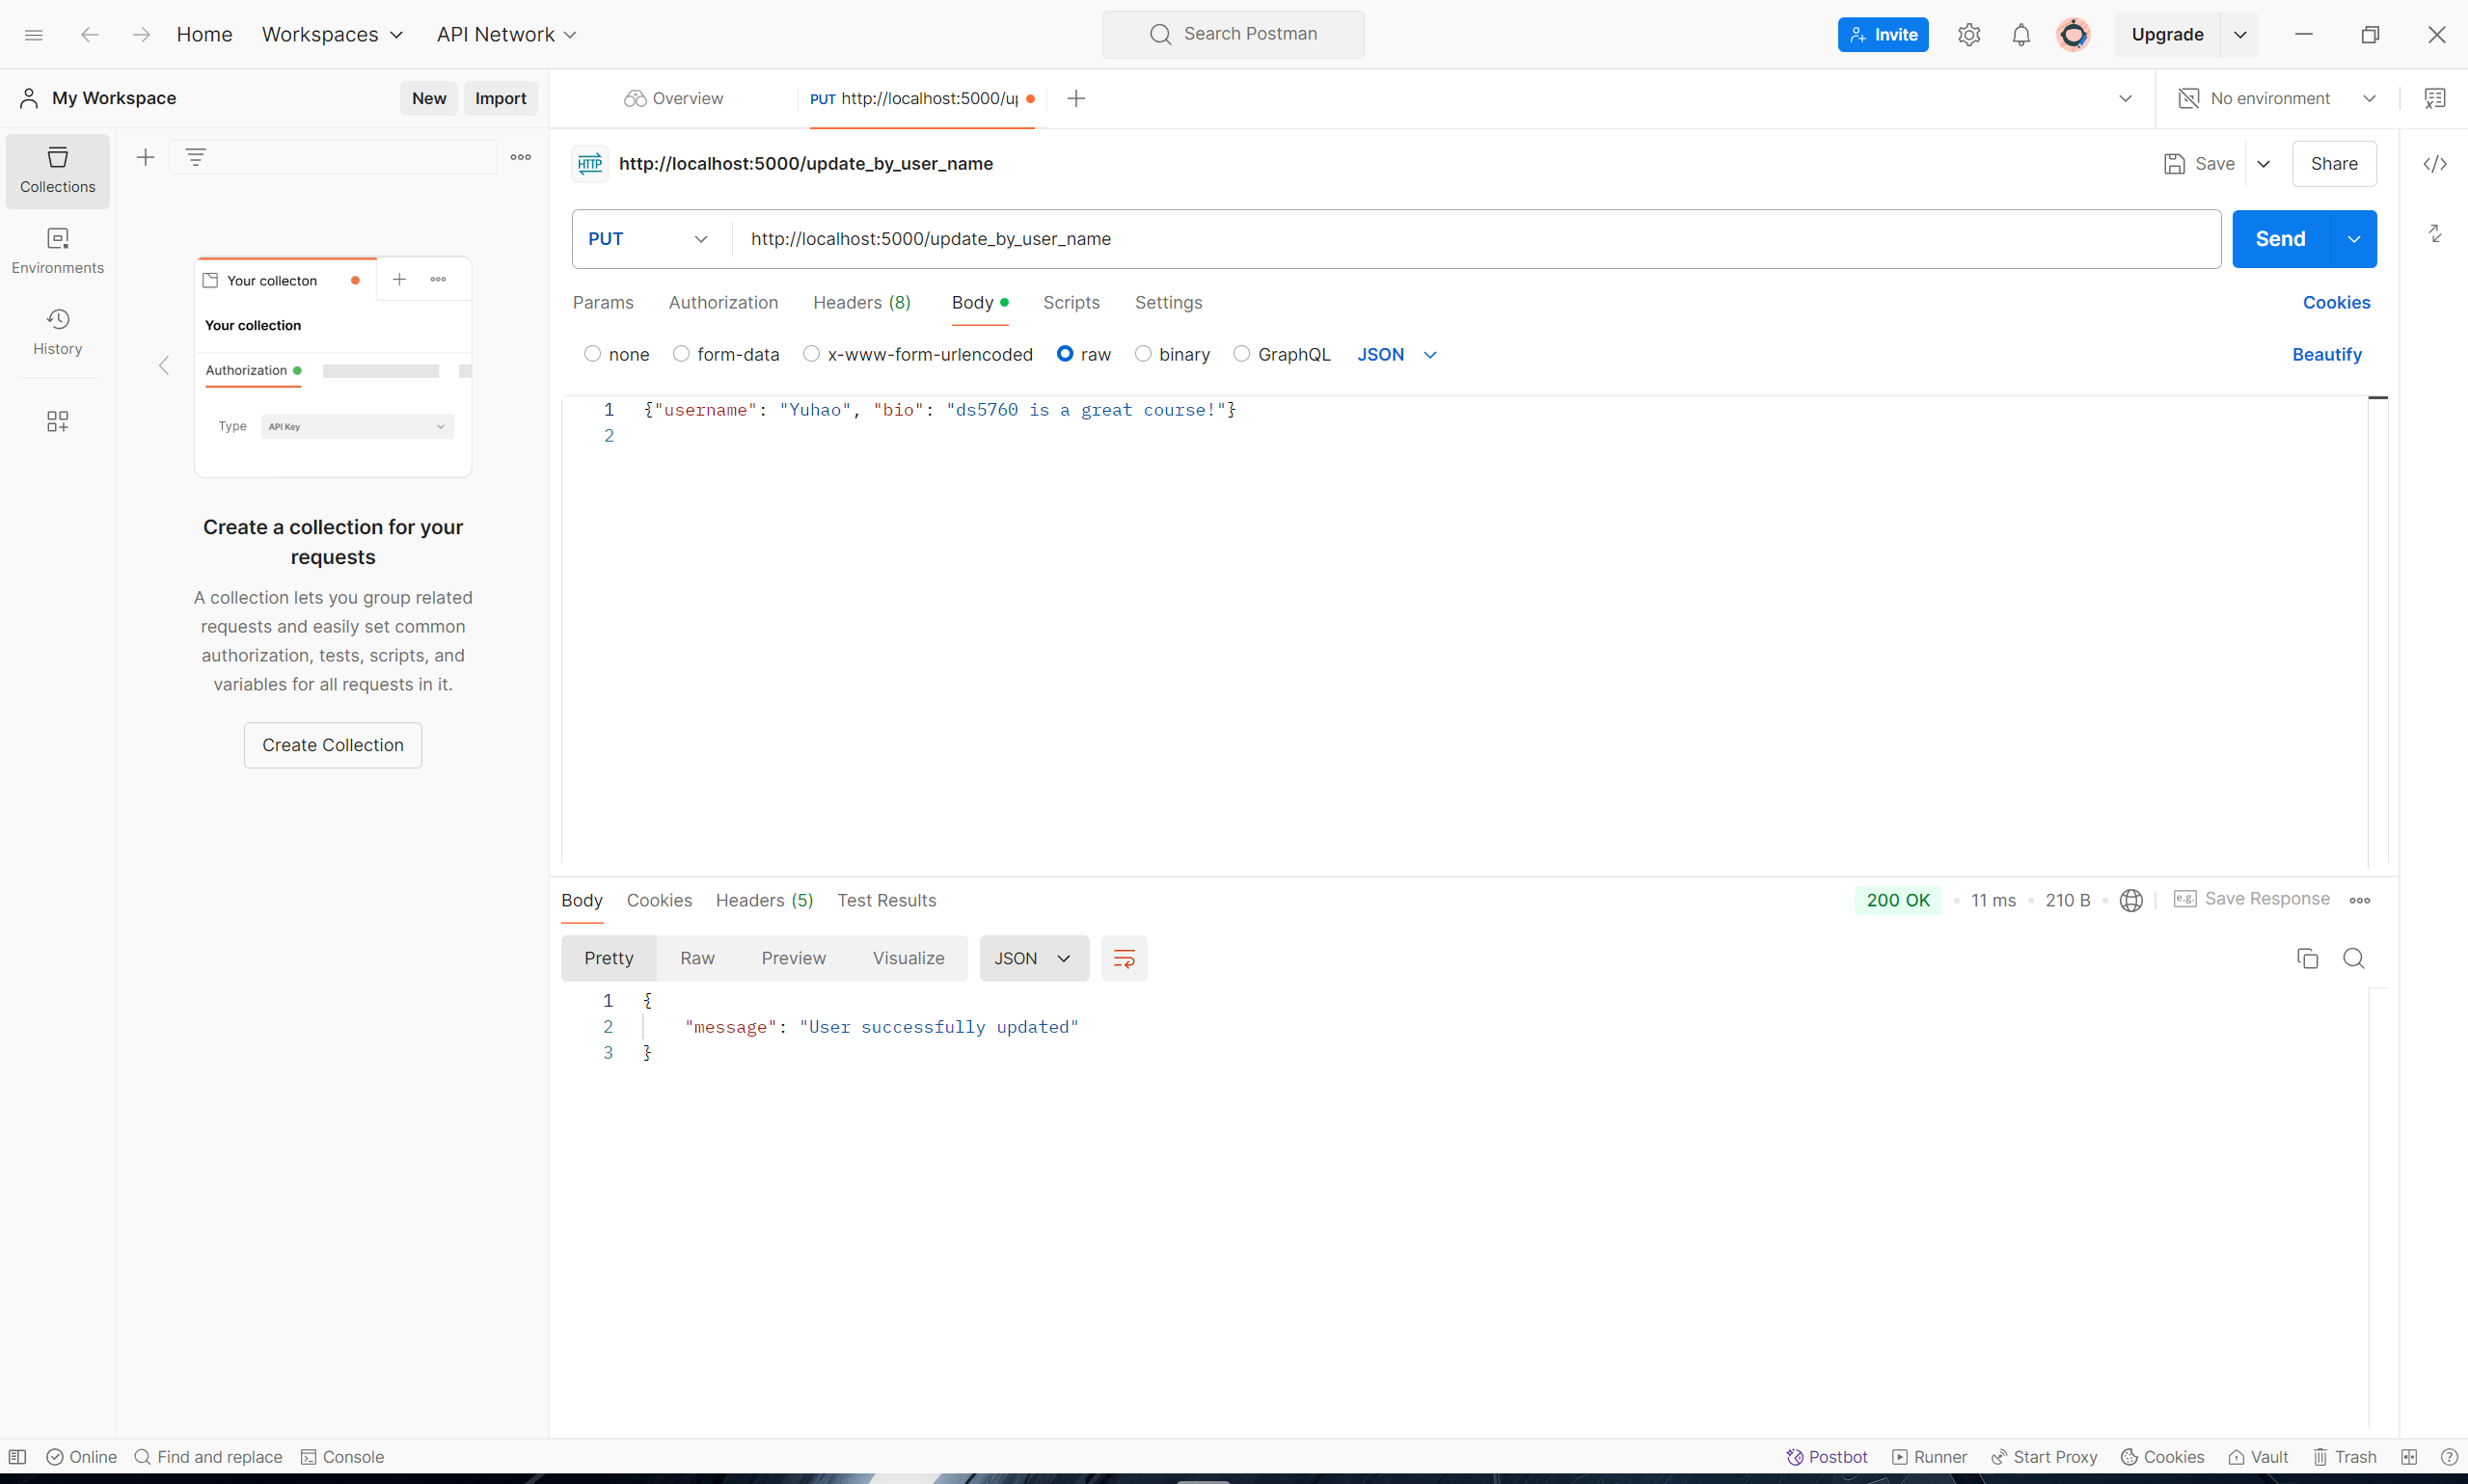 Home Workspaces API Network Search Postman Invite Upgrade
My Workspace New Import Overview PUT http://localhost:5000/u No environment
Collections
Environments
History
Your collecton
Your collection
Authorization
Type API Key
Create a collection for your
requests
A collection lets you group related
requests and easily set common
authorization, tests, scripts, and
variables for all requests in it.
Create Collection
HTTP http://localhost:5000/update_by_user_name Save Share
PUT http://localhost:5000/update_by_user_name Send
Params Authorization Headers (8) Body Scripts Settings Cookies
none form-data x-www-form-urlencoded raw binary GraphQL JSON Beautify
1 {"username": "Yuhao", "bio": "ds5760 is a great course!"}
2
Body Cookies Headers (5) Test Results 200 OK 11 ms 210 B e.g. Save Response
Pretty Raw Preview Visualize JSON
1 {
2 "message": "User successfully updated"
3 }
Online Find and replace Console Postbot Runner Start Proxy Cookies Vault Trash